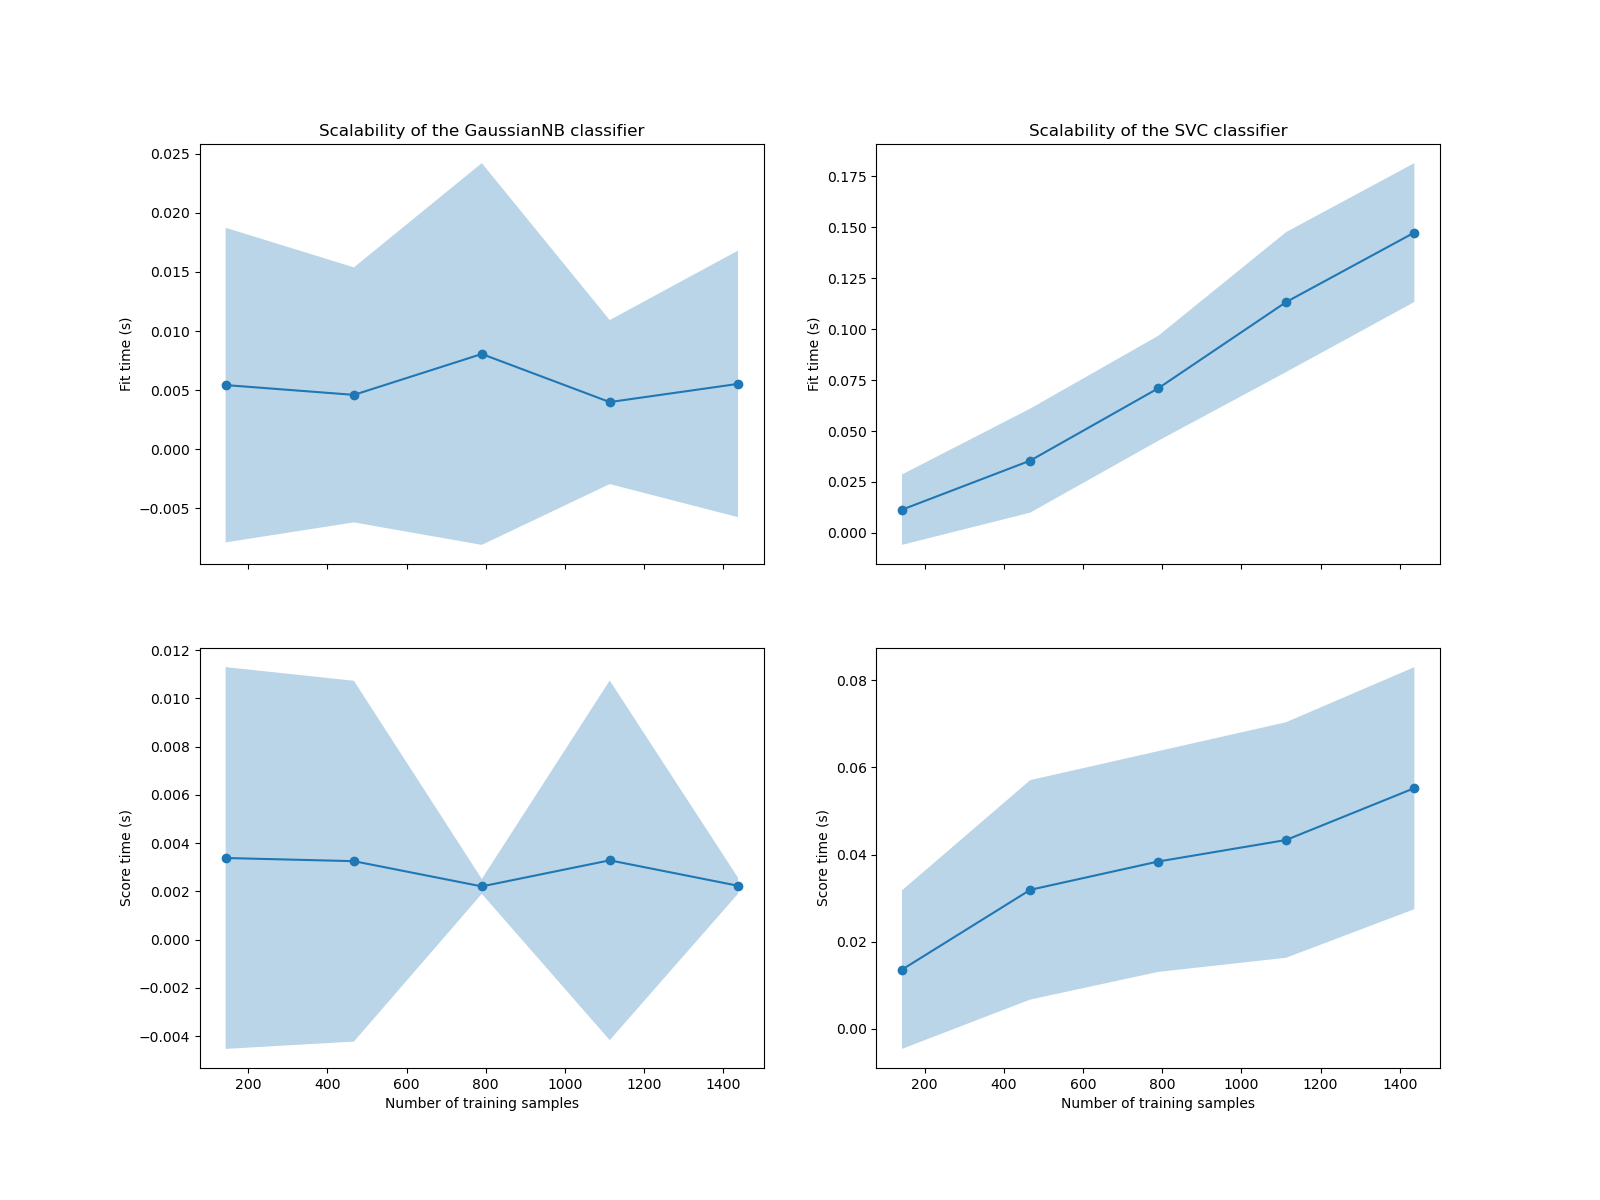 Scalability of the GaussianNB classifier
0.025
0.020
0.015
0.010
0.005
0.000
−0.005
Fit time (s)
Scalability of the SVC classifier
0.175
0.150
0.125
0.100
0.075
0.050
0.025
0.000
Fit time (s)
0.012
0.010
0.008
0.006
0.004
0.002
0.000
−0.002
−0.004
Score time (s)
200 400 600 800 1000 1200 1400
Number of training samples
0.08
0.06
0.04
0.02
0.00
Score time (s)
200 400 600 800 1000 1200 1400
Number of training samples